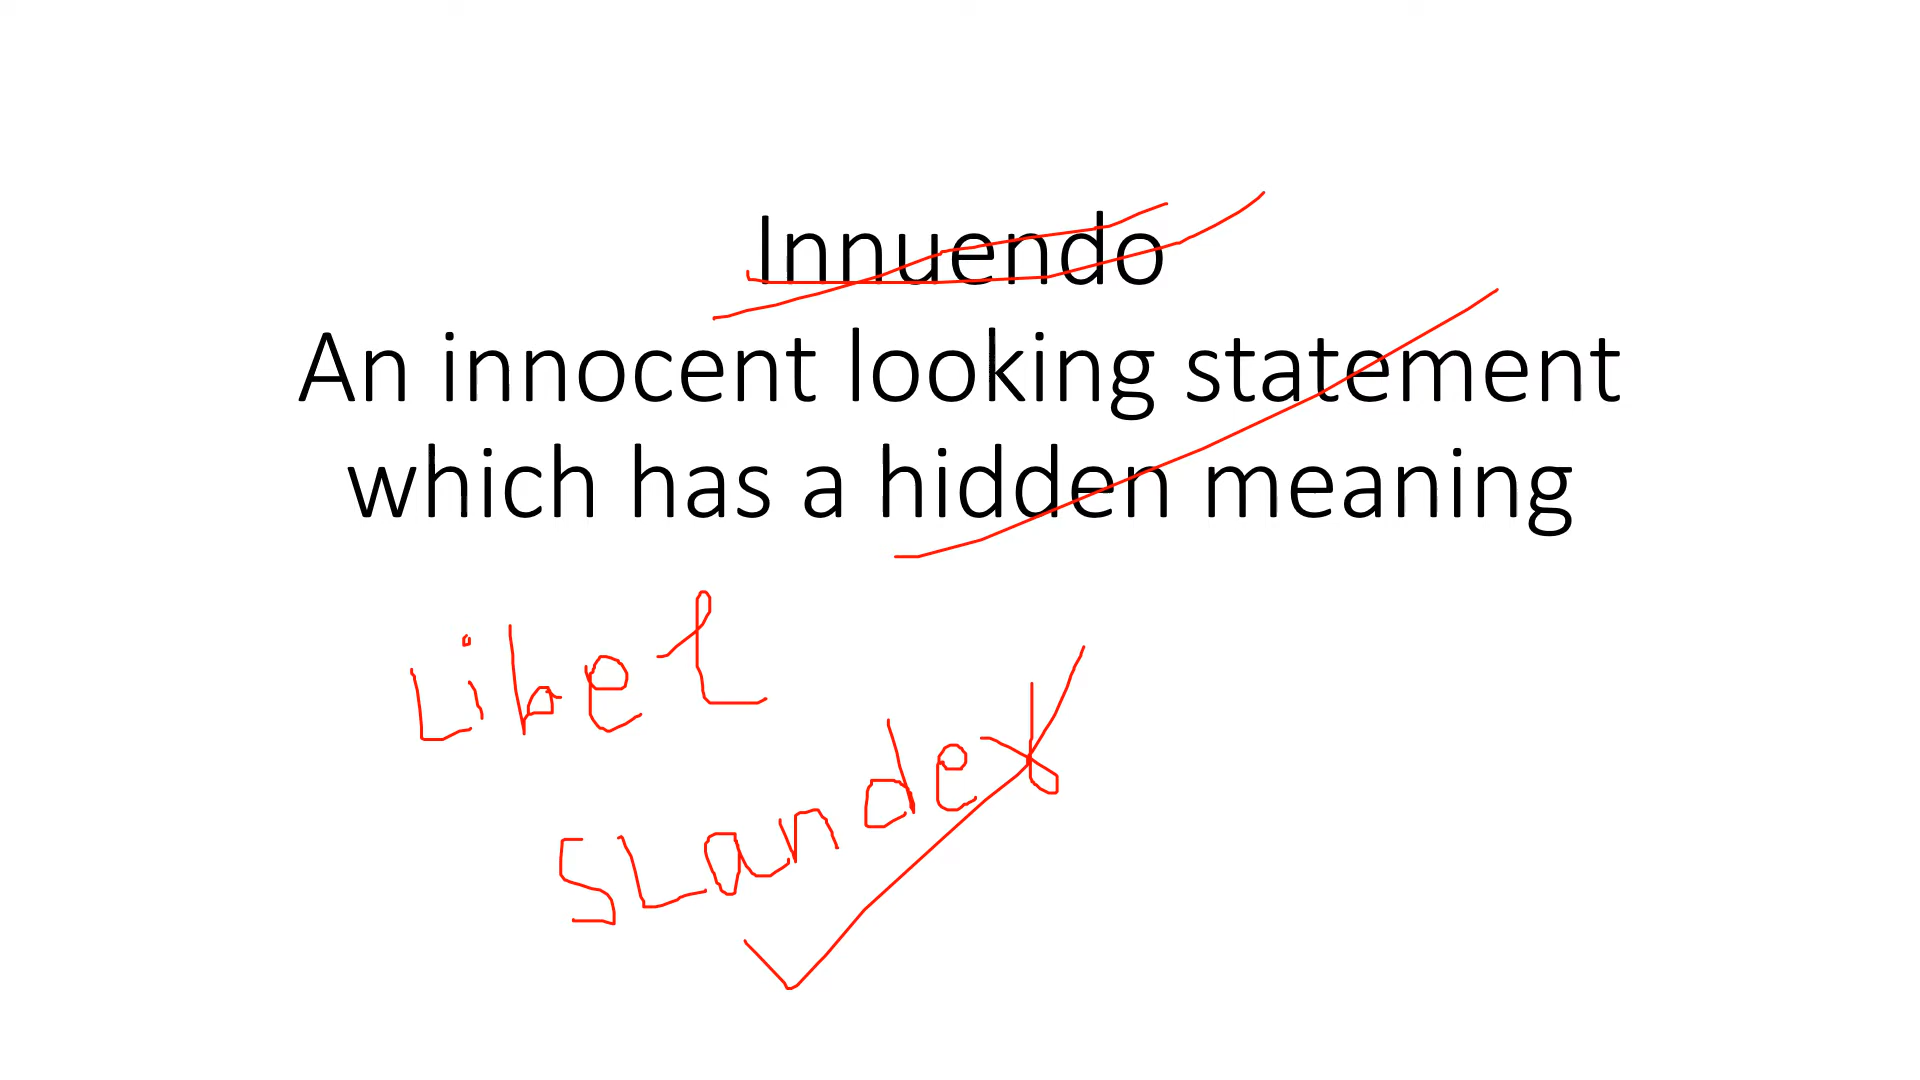 Innuendo
An innocent looking statement
which has a hidden meaning
Libel
Slander